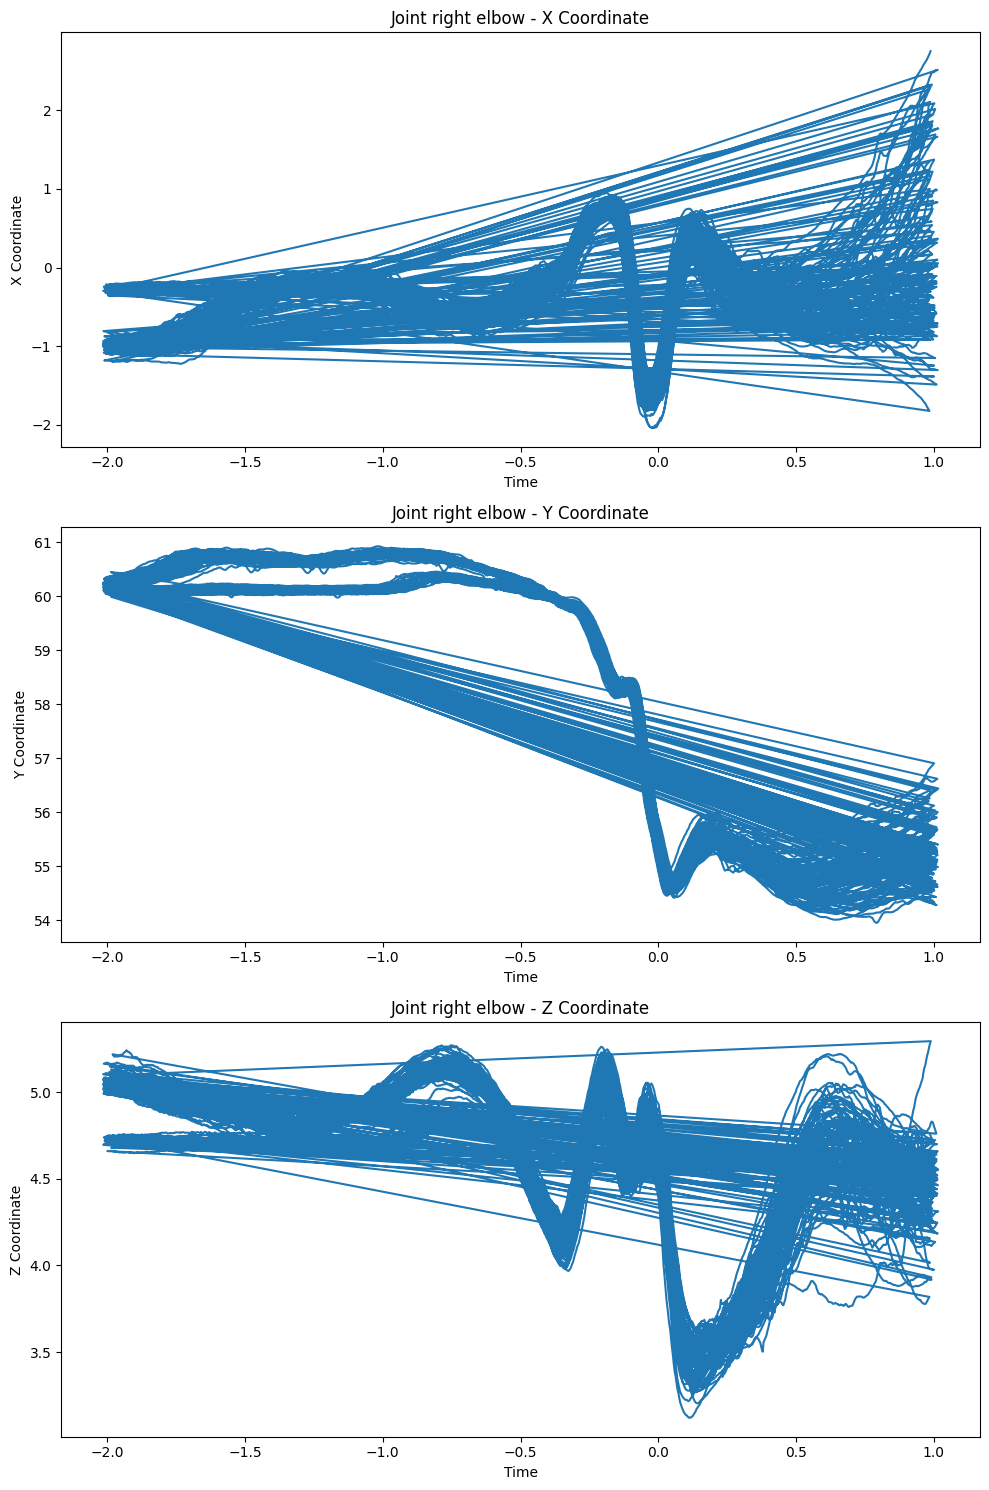 Joint right elbow - X Coordinate
2
1
0
−1
−2
X Coordinate
−2.0 −1.5 −1.0 −0.5 0.0 0.5 1.0
Time
Joint right elbow - Y Coordinate
61
60
59
58
57
56
55
54
Y Coordinate
−2.0 −1.5 −1.0 −0.5 0.0 0.5 1.0
Time
Joint right elbow - Z Coordinate
5.0
4.5
4.0
3.5
Z Coordinate
−2.0 −1.5 −1.0 −0.5 0.0 0.5 1.0
Time